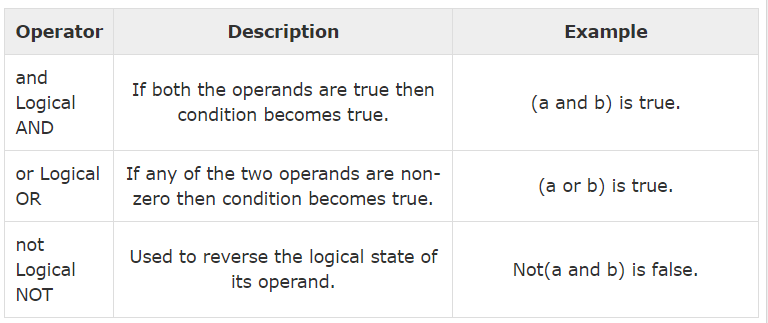 Operator Description Example
and
Logical
AND
If both the operands are true then
condition becomes true.
(a and b) is true.
or Logical
OR
If any of the two operands are non-
zero then condition becomes true.
(a or b) is true.
not
Logical
NOT
Used to reverse the logical state of
its operand.
Not(a and b) is false.